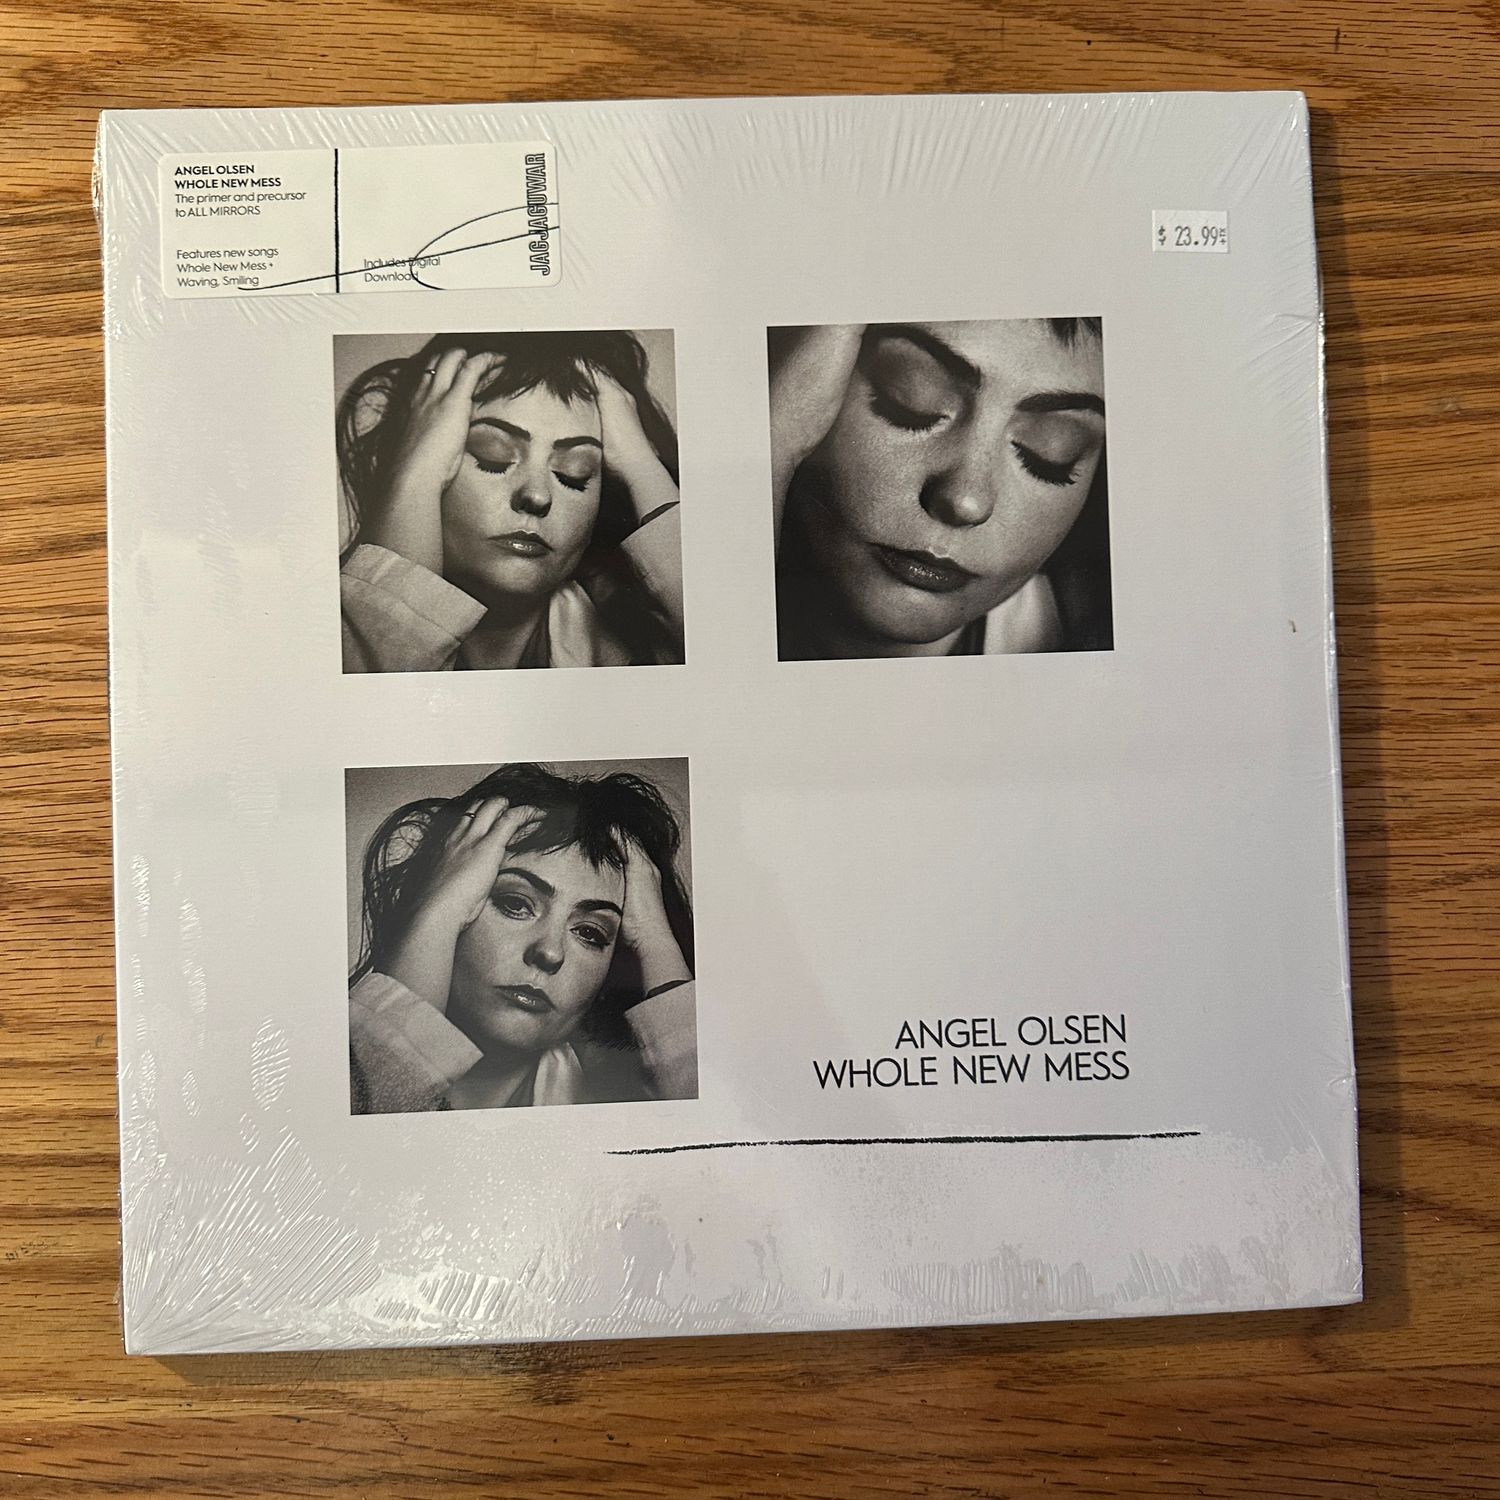 ANGEL OLSEN
WHOLE NEW MESS
The primer and precursor
to ALL MIRRORS
Features new songs
Whole New Mess +
Waving, Smiling
Includes Digital
Download
JAGJAGUWAR
$ 23.99
ANGEL OLSEN
WHOLE NEW MESS